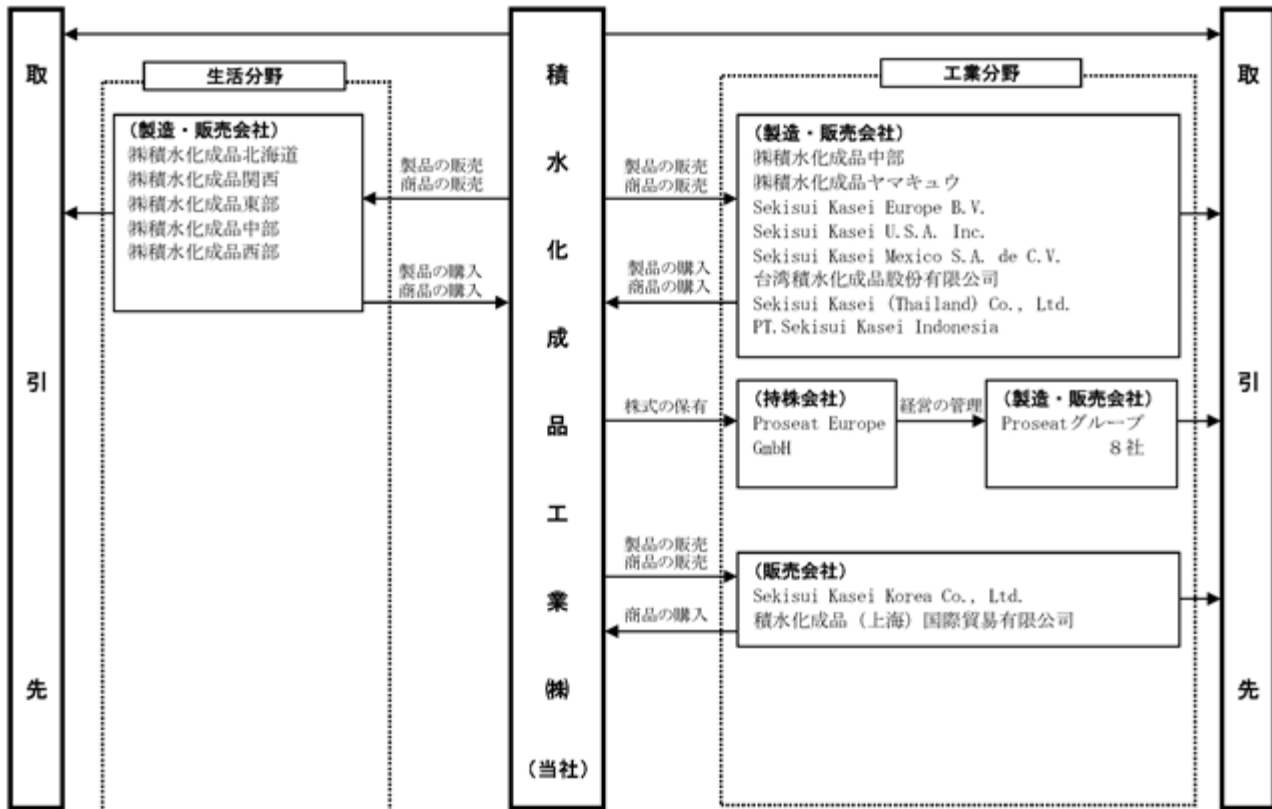 取引先
生活分野
(製造・販売会社)
㈱積水化成品北海道
㈱積水化成品関西
㈱積水化成品東部
㈱積水化成品中部
㈱積水化成品西部
製品の販売
商品の販売
製品の購入
商品の購入
積水化成品工業㈱
(当社)
製品の販売
商品の販売
製品の購入
商品の購入
株式の保有
製品の販売
商品の販売
商品の購入
工業分野
(製造・販売会社)
㈱積水化成品中部
㈱積水化成品ヤマキュウ
Sekisui Kasei Europe B.V.
Sekisui Kasei U.S.A. Inc.
Sekisui Kasei Mexico S.A. de C.V.
台湾積水化成品股份有限公司
Sekisui Kasei (Thailand) Co., Ltd.
PT.Sekisui Kasei Indonesia
(持株会社)
Proseat Europe
GmbH
経営の管理
(製造・販売会社)
Proseatグループ
8社
(販売会社)
Sekisui Kasei Korea Co., Ltd.
積水化成品(上海)国際貿易有限公司
取引先